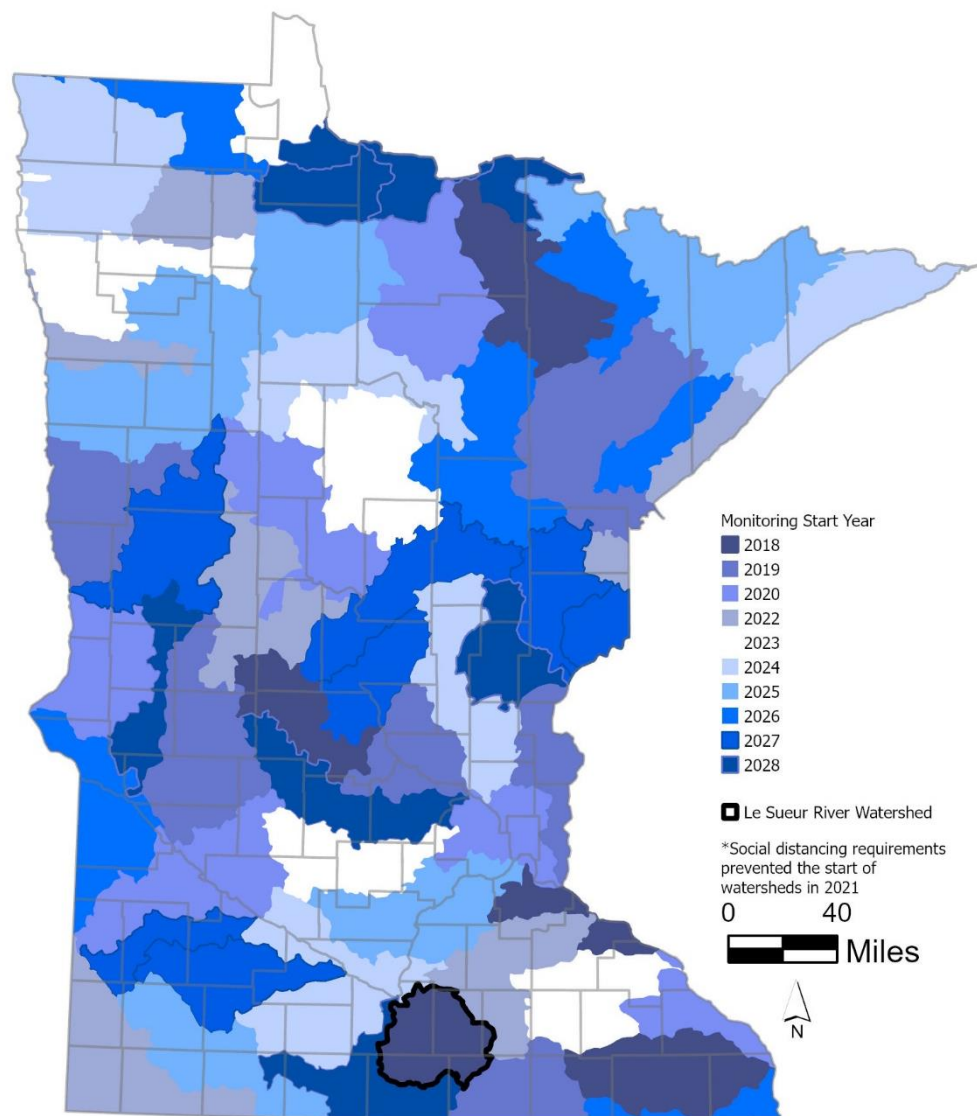 Monitoring Start Year
2018
2019
2020
2022
2023
2024
2025
2026
2027
2028
Le Sueur River Watershed
*Social distancing requirements
prevented the start of
watersheds in 2021
0 40
Miles
N